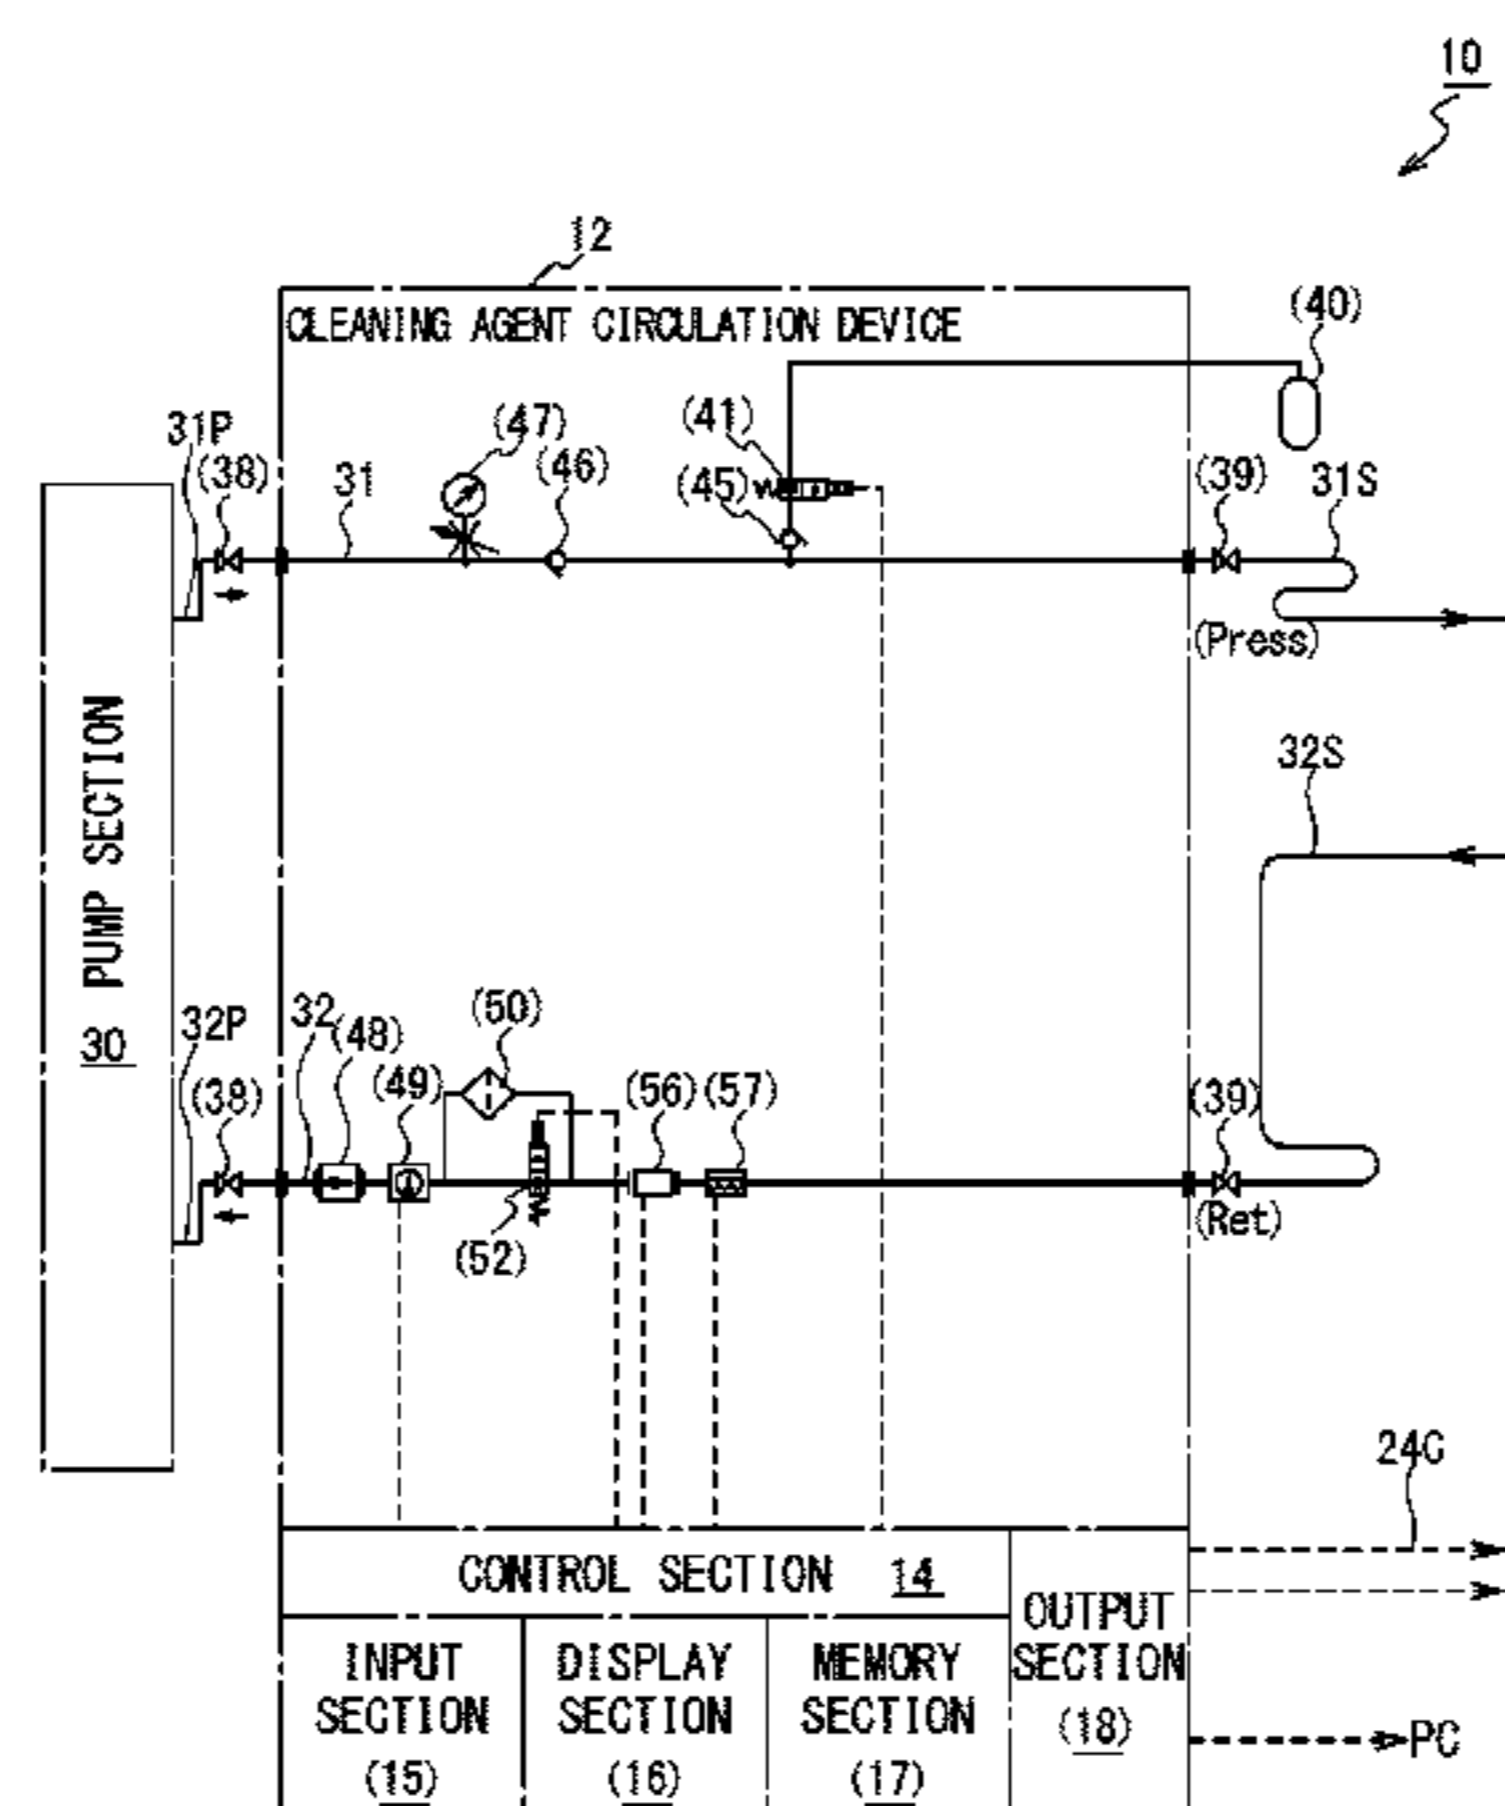 10
12
CLEANING AGENT CIRCULATION DEVICE
(40)
31P
(38)
31
(47)
(46)
(41)
(45)
(39)
31S
(Press)
32S
PUMP SECTION
30
32P
(38)
32
(48)
(49)
(50)
(52)
(56)
(57)
(39)
(Ret)
24C
CONTROL SECTION 14
INPUT
SECTION
(15)
DISPLAY
SECTION
(16)
MEMORY
SECTION
(17)
OUTPUT
SECTION
(18)
PC